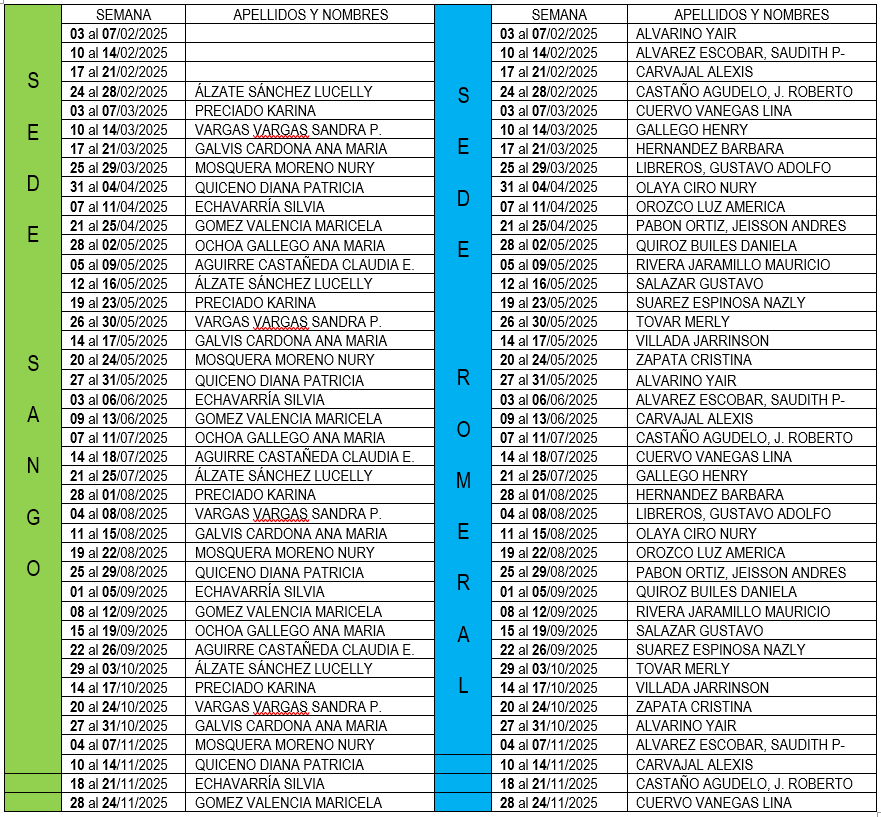 SEDE SANGO
SEMANA APELLIDOS Y NOMBRES
03 al 07/02/2025
10 al 14/02/2025
17 al 21/02/2025
24 al 28/02/2025 ÁLZATE SÁNCHEZ LUCELLY
03 al 07/03/2025 PRECIADO KARINA
10 al 14/03/2025 VARGAS VARGAS SANDRA P.
17 al 21/03/2025 GALVIS CARDONA ANA MARIA
25 al 29/03/2025 MOSQUERA MORENO NURY
31 al 04/04/2025 QUICENO DIANA PATRICIA
07 al 11/04/2025 ECHAVARRÍA SILVIA
21 al 25/04/2025 GOMEZ VALENCIA MARICELA
28 al 02/05/2025 OCHOA GALLEGO ANA MARIA
05 al 09/05/2025 AGUIRRE CASTAÑEDA CLAUDIA E.
12 al 16/05/2025 ÁLZATE SÁNCHEZ LUCELLY
19 al 23/05/2025 PRECIADO KARINA
26 al 30/05/2025 VARGAS VARGAS SANDRA P.
14 al 17/05/2025 GALVIS CARDONA ANA MARIA
20 al 24/05/2025 MOSQUERA MORENO NURY
27 al 31/05/2025 QUICENO DIANA PATRICIA
03 al 06/06/2025 ECHAVARRÍA SILVIA
09 al 13/06/2025 GOMEZ VALENCIA MARICELA
07 al 11/07/2025 OCHOA GALLEGO ANA MARIA
14 al 18/07/2025 AGUIRRE CASTAÑEDA CLAUDIA E.
21 al 25/07/2025 ÁLZATE SÁNCHEZ LUCELLY
28 al 01/08/2025 PRECIADO KARINA
04 al 08/08/2025 VARGAS VARGAS SANDRA P.
11 al 15/08/2025 GALVIS CARDONA ANA MARIA
19 al 22/08/2025 MOSQUERA MORENO NURY
25 al 29/08/2025 QUICENO DIANA PATRICIA
01 al 05/09/2025 ECHAVARRÍA SILVIA
08 al 12/09/2025 GOMEZ VALENCIA MARICELA
15 al 19/09/2025 OCHOA GALLEGO ANA MARIA
22 al 26/09/2025 AGUIRRE CASTAÑEDA CLAUDIA E.
29 al 03/10/2025 ÁLZATE SÁNCHEZ LUCELLY
14 al 17/10/2025 PRECIADO KARINA
20 al 24/10/2025 VARGAS VARGAS SANDRA P.
27 al 31/10/2025 GALVIS CARDONA ANA MARIA
04 al 07/11/2025 MOSQUERA MORENO NURY
10 al 14/11/2025 QUICENO DIANA PATRICIA
18 al 21/11/2025 ECHAVARRÍA SILVIA
28 al 24/11/2025 GOMEZ VALENCIA MARICELA
SEDE ROMERAL
SEMANA APELLIDOS Y NOMBRES
03 al 07/02/2025 ALVARINO YAIR
10 al 14/02/2025 ALVAREZ ESCOBAR, SAUDITH P-
17 al 21/02/2025 CARVAJAL ALEXIS
24 al 28/02/2025 CASTAÑO AGUDELO, J. ROBERTO
03 al 07/03/2025 CUERVO VANEGAS LINA
10 al 14/03/2025 GALLEGO HENRY
17 al 21/03/2025 HERNANDEZ BARBARA
25 al 29/03/2025 LIBREROS, GUSTAVO ADOLFO
31 al 04/04/2025 OLAYA CIRO NURY
07 al 11/04/2025 OROZCO LUZ AMERICA
21 al 25/04/2025 PABON ORTIZ, JEISSON ANDRES
28 al 02/05/2025 QUIROZ BUILES DANIELA
05 al 09/05/2025 RIVERA JARAMILLO MAURICIO
12 al 16/05/2025 SALAZAR GUSTAVO
19 al 23/05/2025 SUAREZ ESPINOSA NAZLY
26 al 30/05/2025 TOVAR MERLY
14 al 17/05/2025 VILLADA JARRINSON
20 al 24/05/2025 ZAPATA CRISTINA
27 al 31/05/2025 ALVARINO YAIR
03 al 06/06/2025 ALVAREZ ESCOBAR, SAUDITH P-
09 al 13/06/2025 CARVAJAL ALEXIS
07 al 11/07/2025 CASTAÑO AGUDELO, J. ROBERTO
14 al 18/07/2025 CUERVO VANEGAS LINA
21 al 25/07/2025 GALLEGO HENRY
28 al 01/08/2025 HERNANDEZ BARBARA
04 al 08/08/2025 LIBREROS, GUSTAVO ADOLFO
11 al 15/08/2025 OLAYA CIRO NURY
19 al 22/08/2025 OROZCO LUZ AMERICA
25 al 29/08/2025 PABON ORTIZ, JEISSON ANDRES
01 al 05/09/2025 QUIROZ BUILES DANIELA
08 al 12/09/2025 RIVERA JARAMILLO MAURICIO
15 al 19/09/2025 SALAZAR GUSTAVO
22 al 26/09/2025 SUAREZ ESPINOSA NAZLY
29 al 03/10/2025 TOVAR MERLY
14 al 17/10/2025 VILLADA JARRINSON
20 al 24/10/2025 ZAPATA CRISTINA
27 al 31/10/2025 ALVARINO YAIR
04 al 07/11/2025 ALVAREZ ESCOBAR, SAUDITH P-
10 al 14/11/2025 CARVAJAL ALEXIS
18 al 21/11/2025 CASTAÑO AGUDELO, J. ROBERTO
28 al 24/11/2025 CUERVO VANEGAS LINA